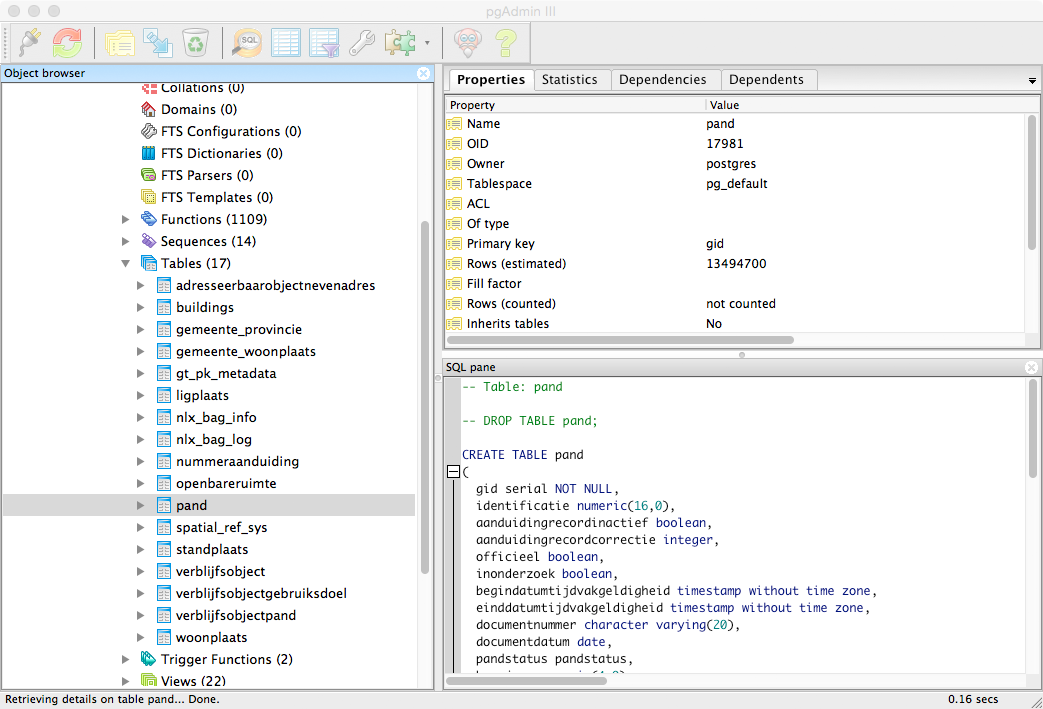 pgAdmin III
SQL
Object browser
Collations (0)
Domains (0)
FTS Configurations (0)
FTS Dictionaries (0)
FTS Parsers (0)
FTS Templates (0)
Functions (1109)
Sequences (14)
Tables (17)
adresseerbaarobjectnevenadres
buildings
gemeente_provincie
gemeente_woonplaats
gt_pk_metadata
ligplaats
nlx_bag_info
nlx_bag_log
nummeraanduiding
openbareruimte
pand
spatial_ref_sys
standplaats
verblijfsobject
verblijfsobjectgebruiksdoel
verblijfsobjectpand
woonplaats
Trigger Functions (2)
Views (22)
Properties Statistics Dependencies Dependents
Property Value
Name pand
OID 17981
Owner postgres
Tablespace pg_default
ACL
Of type
Primary key gid
Rows (estimated) 13494700
Fill factor
Rows (counted) not counted
Inherits tables No
SQL pane
-- Table: pand
-- DROP TABLE pand;
CREATE TABLE pand
(
gid serial NOT NULL,
identificatie numeric(16,0),
aanduidingrecordinactief boolean,
aanduidingrecordcorrectie integer,
officieel boolean,
inonderzoek boolean,
begindatumtijdvakgeldigheid timestamp without time zone,
einddatumtijdvakgeldigheid timestamp without time zone,
documentnummer character varying(20),
documentdatum date,
pandstatus pandstatus,
Retrieving details on table pand... Done. 0.16 secs